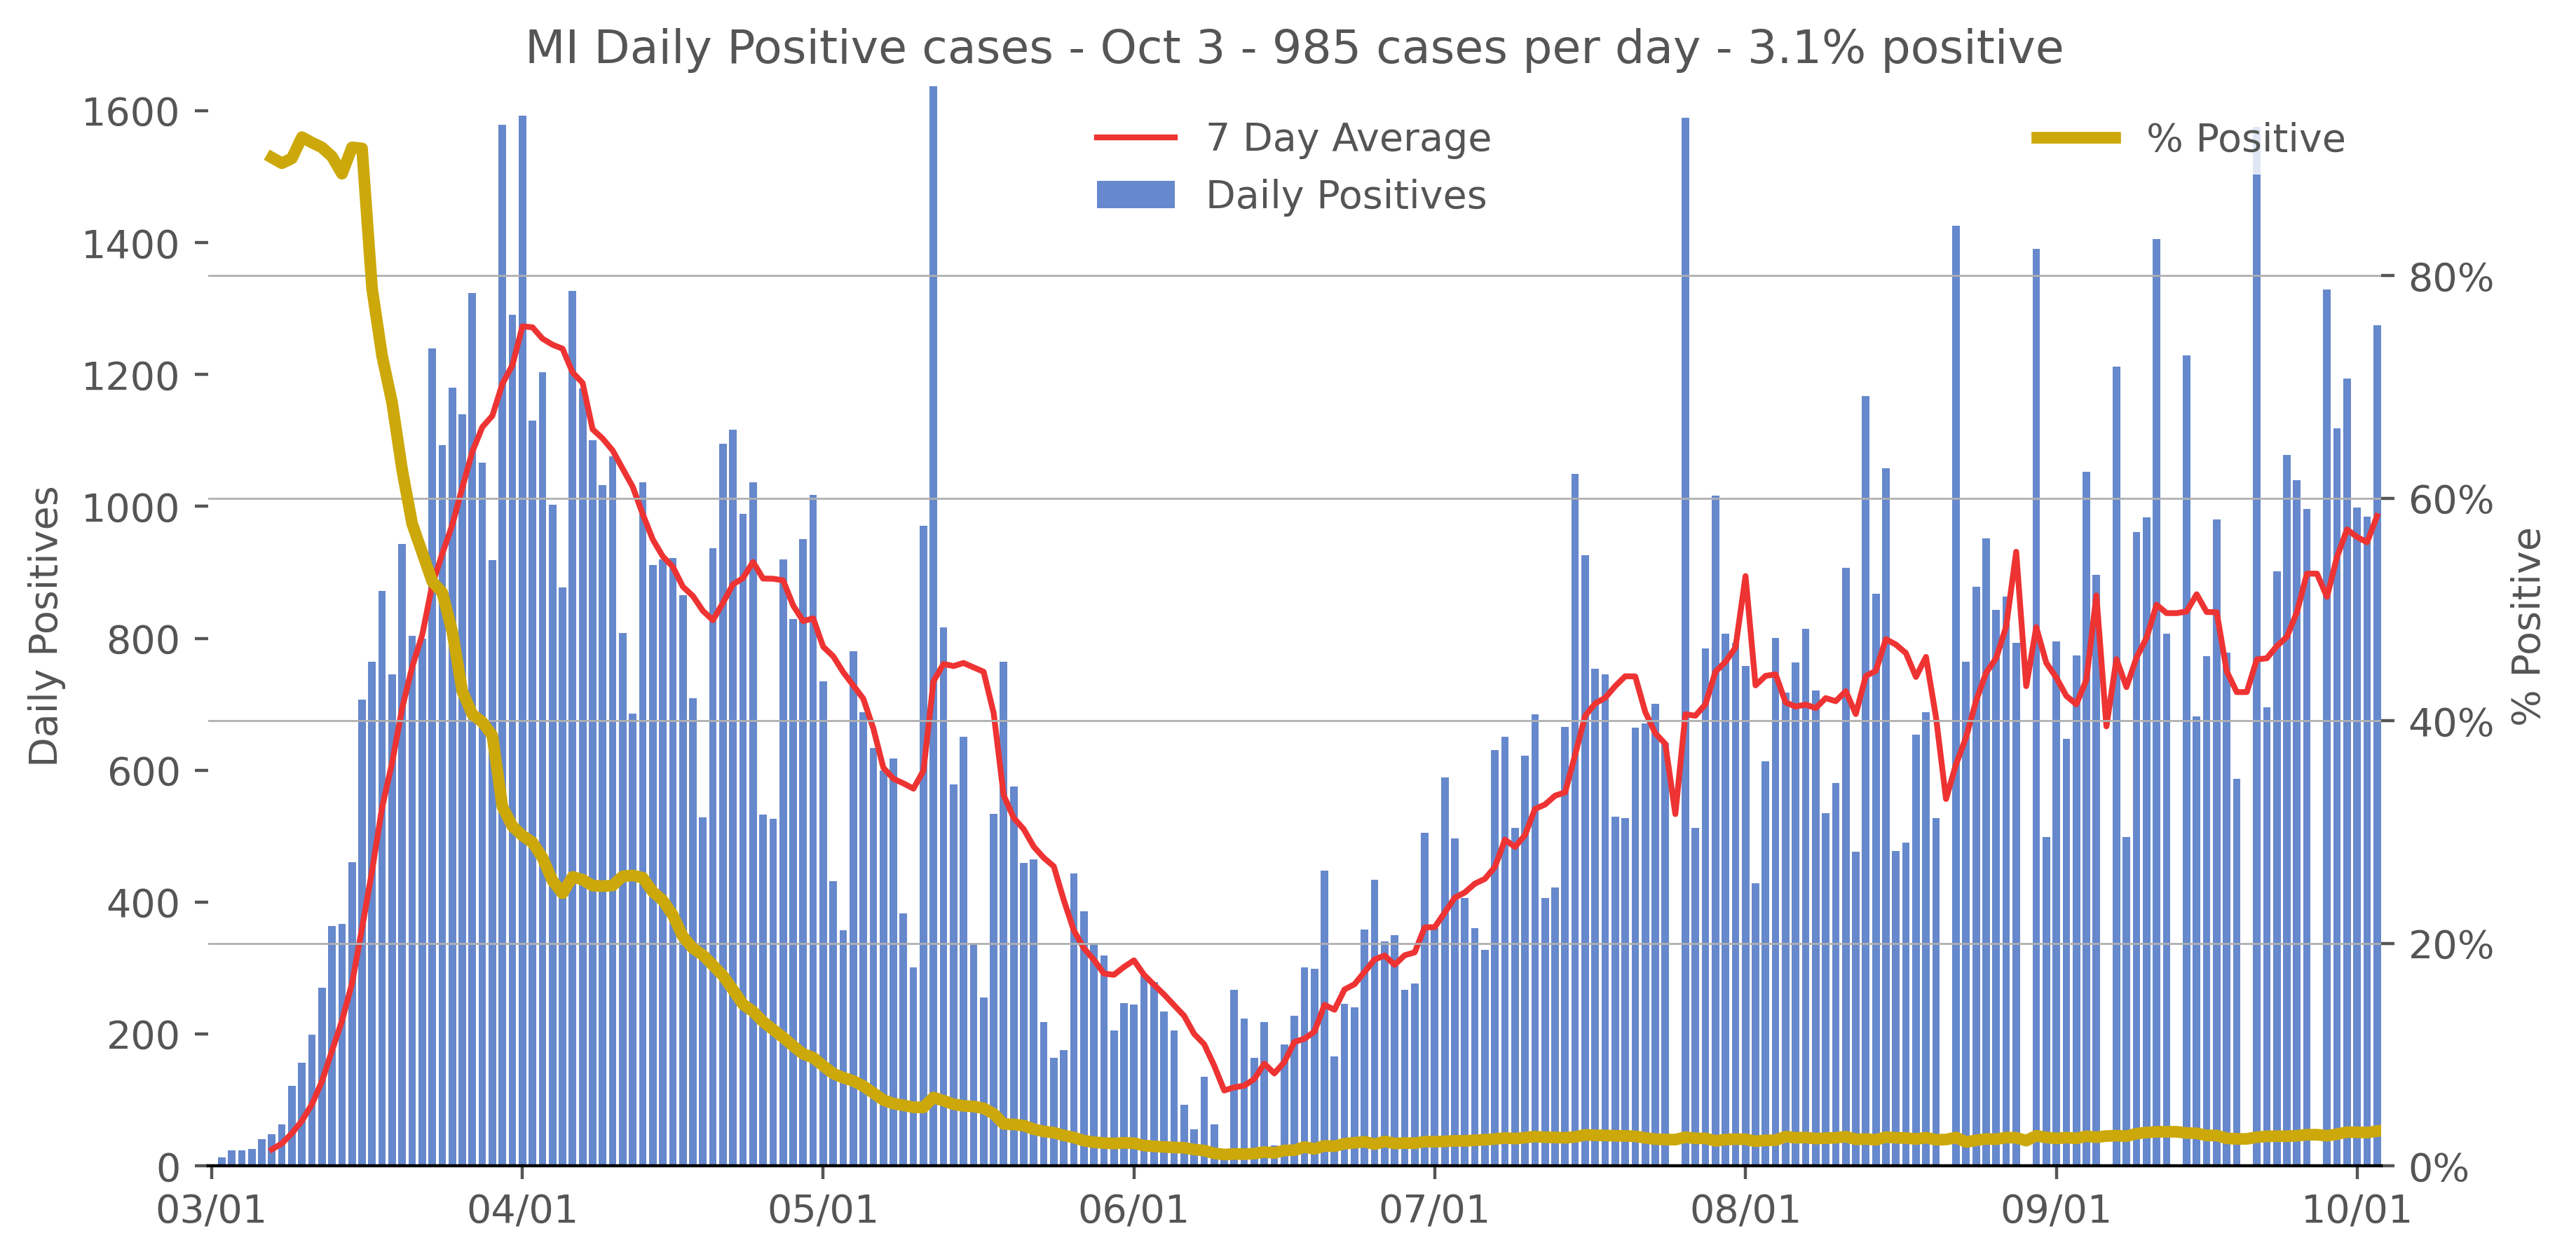 MI Daily Positive cases - Oct 3 - 985 cases per day - 3.1% positive
1600
1400
1200
1000
800
600
400
200
0
Daily Positives
7 Day Average
Daily Positives
% Positive
80%
60%
40%
20%
0%
% Positive
03/01 04/01 05/01 06/01 07/01 08/01 09/01 10/01